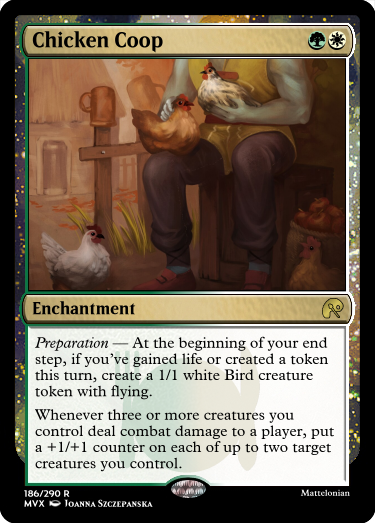 Chicken Coop
Enchantment
Preparation — At the beginning of your end
step, if you've gained life or created a token
this turn, create a 1/1 white Bird creature
token with flying.
Whenever three or more creatures you
control deal combat damage to a player, put
a +1/+1 counter on each of up to two target
creatures you control.
186/290 R
Mattelonian
MVX Joanna Szczepanska